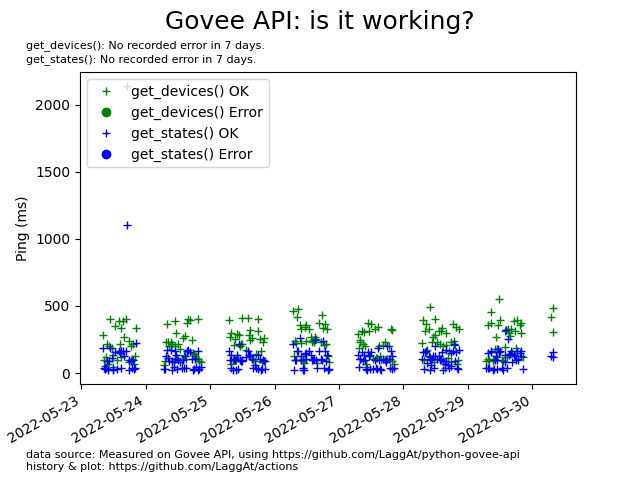 Govee API: is it working?
get_devices(): No recorded error in 7 days.
get_states(): No recorded error in 7 days.
get_devices() OK
get_devices() Error
get_states() OK
get_states() Error
Ping (ms)
2000
1500
1000
500
0
2022-05-23
2022-05-24
2022-05-25
2022-05-26
2022-05-27
2022-05-28
2022-05-29
2022-05-30
data source: Measured on Govee API, using https://github.com/LaggAt/python-govee-api
history & plot: https://github.com/LaggAt/actions